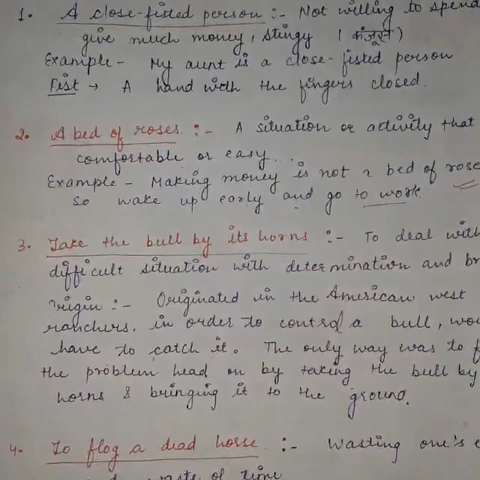 1. A close-fisted person :- Not willing to spend
give much money, stingy ( कंजूस )
Example - My aunt is a close-fisted person
Fist → A hand with the fingers closed.
2. A bed of roses :- A situation or activity that
comfortable or easy...
Example - Making money is not a bed of rose
so wake up early and go to work
3. Take the bull by its horns :- To deal with
difficult situation with determination and br
rigin :- Originated in the American west
ranchers, in order to control a bull, wou
have to catch it. The only way was to f
the problem head on by taking the bull by
horns & bringing it to the ground.
4. To flog a dead horse :- Wasting one's e
waste of time